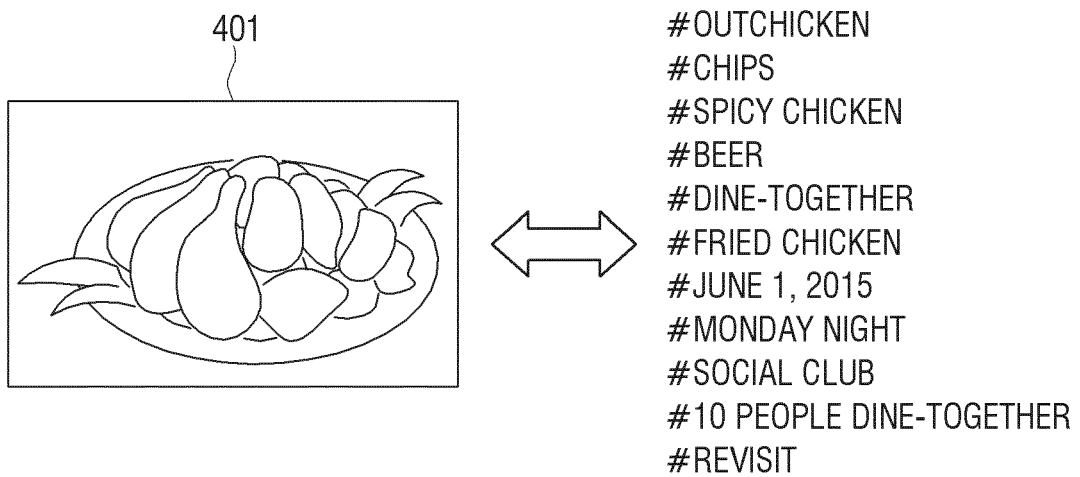 401
#OUTCHICKEN
#CHIPS
#SPICY CHICKEN
#BEER
#DINE-TOGETHER
#FRIED CHICKEN
#JUNE 1, 2015
#MONDAY NIGHT
#SOCIAL CLUB
#10 PEOPLE DINE-TOGETHER
#REVISIT